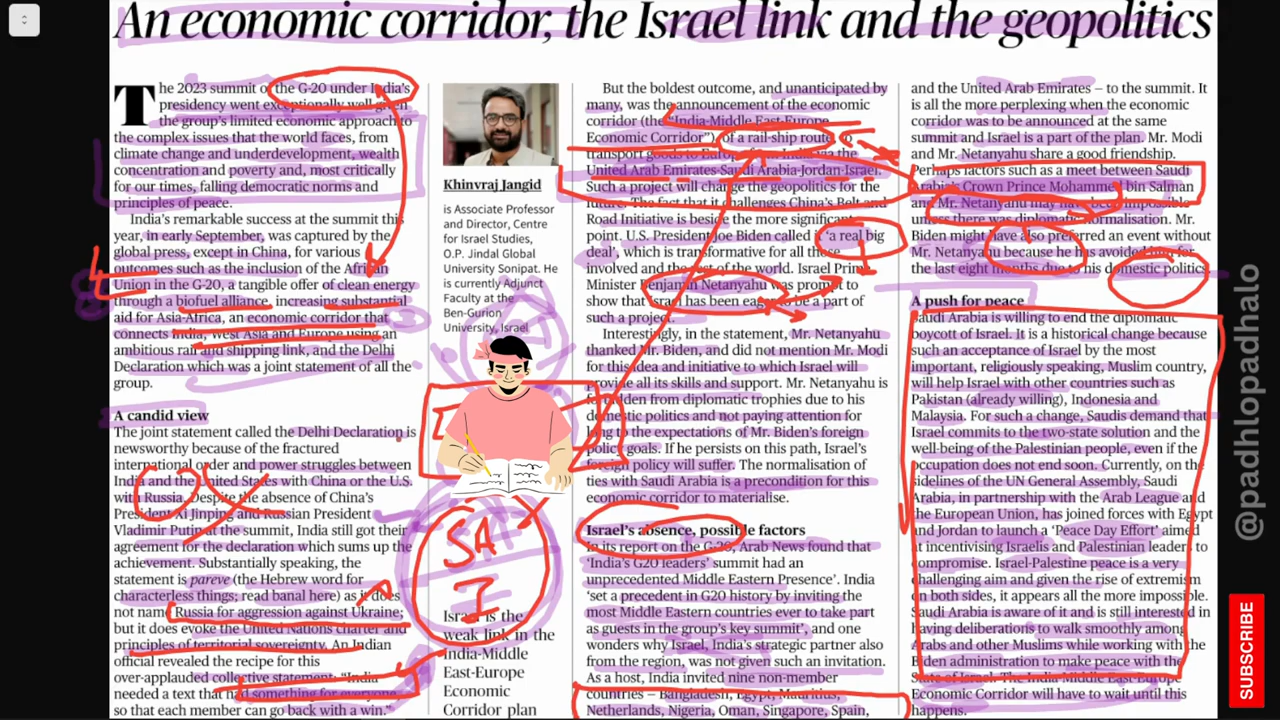 An economic corridor, the Israel link and the geopolitics
The 2023 summit of the G-20 under India's
presidency went exceptionally well given
the group's limited economic approach to
the complex issues that the world faces, from
climate change and underdevelopment, wealth
concentration and poverty and, most critically
for our times, falling democratic norms and
principles of peace.
India's remarkable success at the summit this
year, in early September, was captured by the
global press, except in China, for various
outcomes such as the inclusion of the African
Union in the G-20, a tangible offer of clean energy
through a biofuel alliance, increasing substantial
aid for Asia-Africa, an economic corridor that
connects India, West Asia and Europe using an
ambitious rail and shipping link, and the Delhi
Declaration which was a joint statement of all the
group.
A candid view
The joint statement called the Delhi Declaration is
newsworthy because of the fractured
international order and power struggles between
India and the United States with China or the U.S.
with Russia. Despite the absence of China's
President Xi Jinping and Russian President
Vladimir Putin at the summit, India still got their
agreement for the declaration which sums up the
achievement. Substantially speaking, the
statement is pareve (the Hebrew word for
characterless things; read banal here) as it does
not name Russia for aggression against Ukraine;
but it does evoke the United Nations charter and
principles of territorial sovereignty. An Indian
official revealed the recipe for this
over-applauded collective statement: “India
needed a text that had something for everyone
so that each member can go back with a win.”
Khinvraj Jangid
is Associate Professor
and Director, Centre
for Israel Studies,
O.P. Jindal Global
University Sonipat. He
is currently Adjunct
Faculty at the
Ben-Gurion
University, Israel
SA
I
Israel is the
weak link in the
India-Middle
East-Europe
Economic
Corridor plan
But the boldest outcome, and unanticipated by
many, was the announcement of the economic
corridor (the “India-Middle East-Europe
Economic Corridor”) of a rail-ship route to
transport goods to Europe from India via the
United Arab Emirates-Saudi Arabia-Jordan-Israel.
Such a project will change the geopolitics for the
future. The fact that it challenges China's Belt and
Road Initiative is beside the more significant
point. U.S. President Joe Biden called it ‘a real big
deal’, which is transformative for all those
involved and the rest of the world. Israel Prime
Minister Benjamin Netanyahu was prompt to
show that Israel has been eager to be a part of
such a project.
Interestingly, in the statement, Mr. Netanyahu
thanked Mr. Biden, and did not mention Mr. Modi
for this idea and initiative to which Israel will
provide all its skills and support. Mr. Netanyahu is
forbidden from diplomatic trophies due to his
domestic politics and not paying attention for
long to the expectations of Mr. Biden's foreign
policy goals. If he persists on this path, Israel's
foreign policy will suffer. The normalisation of
ties with Saudi Arabia is a precondition for this
economic corridor to materialise.
Israel's absence, possible factors
In its report on the G-20, Arab News found that
‘India's G20 leaders’ summit had an
unprecedented Middle Eastern Presence’. India
‘set a precedent in G20 history by inviting the
most Middle Eastern countries ever to take part
as guests in the group's key summit’, and one
wonders why Israel, India's strategic partner also
from the region, was not given such an invitation.
As a host, India invited nine non-member
countries — Bangladesh, Egypt, Mauritius,
Netherlands, Nigeria, Oman, Singapore, Spain,
and the United Arab Emirates — to the summit. It
is all the more perplexing when the economic
corridor was to be announced at the same
summit and Israel is a part of the plan. Mr. Modi
and Mr. Netanyahu share a good friendship.
Perhaps factors such as a meet between Saudi
Arabia's Crown Prince Mohammed bin Salman
and Mr. Netanyahu may have been impossible
unless there was diplomatic normalisation. Mr.
Biden might have also preferred an event without
Mr. Netanyahu because he has avoided him for
the last eight months due to his domestic politics.
A push for peace
Saudi Arabia is willing to end the diplomatic
boycott of Israel. It is a historical change because
such an acceptance of Israel by the most
important, religiously speaking, Muslim country,
will help Israel with other countries such as
Pakistan (already willing), Indonesia and
Malaysia. For such a change, Saudis demand that
Israel commits to the two-state solution and the
well-being of the Palestinian people, even if the
occupation does not end soon. Currently, on the
sidelines of the UN General Assembly, Saudi
Arabia, in partnership with the Arab League and
the European Union, has joined forces with Egypt
and Jordan to launch a ‘Peace Day Effort’ aimed
at incentivising Israelis and Palestinian leaders to
compromise. Israel-Palestine peace is a very
challenging aim and given the rise of extremism
on both sides, it appears all the more impossible.
Saudi Arabia is aware of it and is still interested in
having deliberations to walk smoothly among
Arabs and other Muslims while working with the
Biden administration to make peace with the
State of Israel. The India-Middle East-Europe
Economic Corridor will have to wait until this
happens.
@padhlopadhalo
SUBSCRIBE